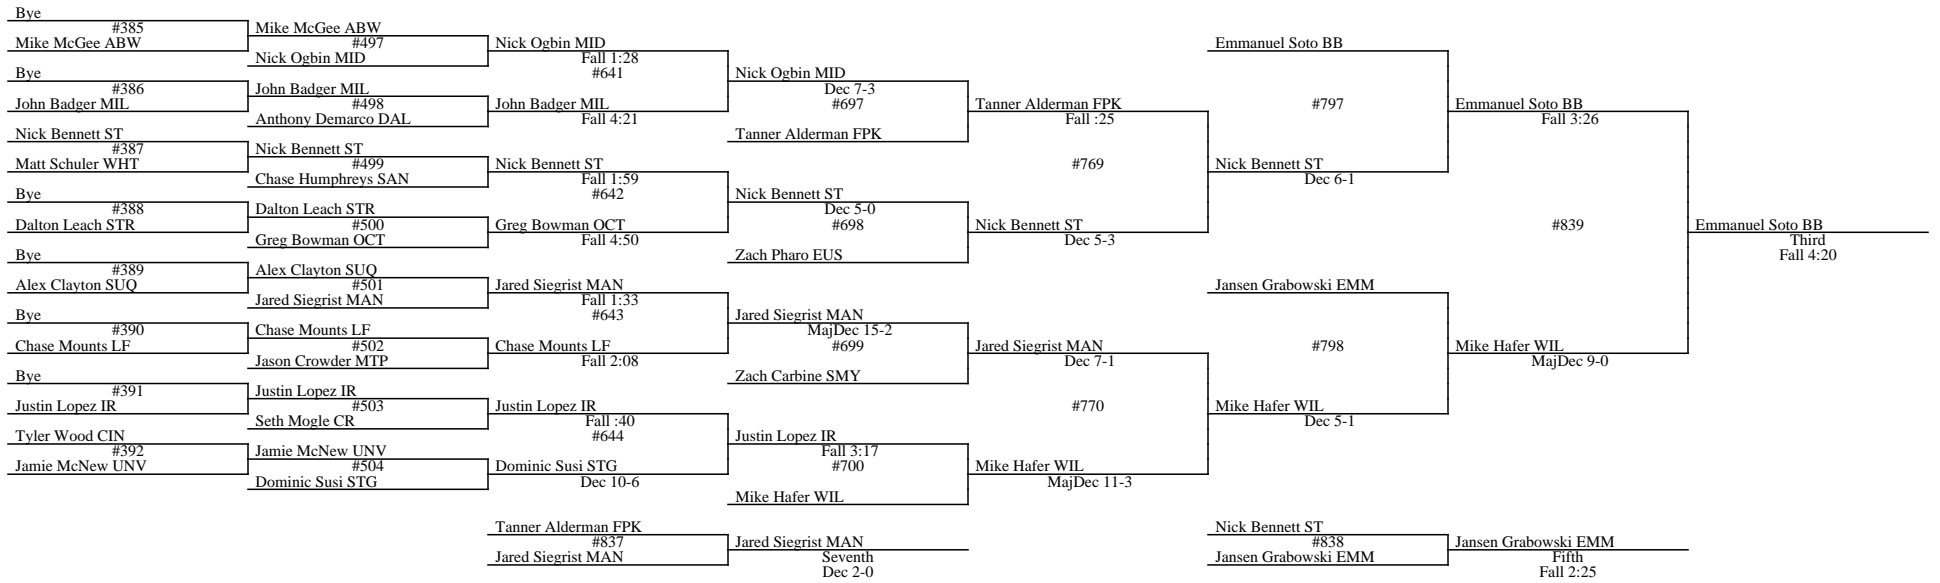 Bye
#385
Mike McGee ABW
Bye
#386
John Badger MIL
Nick Bennett ST
#387
Matt Schuler WHT
Bye
#388
Dalton Leach STR
Bye
#389
Alex Clayton SUQ
Bye
#390
Chase Mounts LF
Bye
#391
Justin Lopez IR
Tyler Wood CIN
#392
Jamie McNew UNV
Mike McGee ABW
#497
Nick Ogbin MID
John Badger MIL
#498
Anthony Demarco DAL
Nick Bennett ST
#499
Chase Humphreys SAN
Dalton Leach STR
#500
Greg Bowman OCT
Alex Clayton SUQ
#501
Jared Siegrist MAN
Chase Mounts LF
#502
Jason Crowder MTP
Justin Lopez IR
#503
Seth Mogle CR
Jamie McNew UNV
#504
Dominic Susi STG
Nick Ogbin MID
Fall 1:28
#641
John Badger MIL
Fall 4:21
Nick Bennett ST
Fall 1:59
#642
Greg Bowman OCT
Fall 4:50
Jared Siegrist MAN
Fall 1:33
#643
Chase Mounts LF
Fall 2:08
Justin Lopez IR
Fall :40
#644
Dominic Susi STG
Dec 10-6
Nick Ogbin MID
Dec 7-3
#697
Tanner Alderman FPK
Nick Bennett ST
Dec 5-0
#698
Zach Pharo EUS
Jared Siegrist MAN
MajDec 15-2
#699
Zach Carbine SMY
Justin Lopez IR
Fall 3:17
#700
Mike Hafer WIL
Tanner Alderman FPK
Fall :25
#769
Nick Bennett ST
Dec 5-3
Jared Siegrist MAN
Dec 7-1
#770
Mike Hafer WIL
MajDec 11-3
Emmanuel Soto BB
#797
Nick Bennett ST
Dec 6-1
Jansen Grabowski EMM
#798
Mike Hafer WIL
Dec 5-1
Emmanuel Soto BB
Fall 3:26
#839
Mike Hafer WIL
MajDec 9-0
Emmanuel Soto BB
Third
Fall 4:20
Tanner Alderman FPK
#837
Jared Siegrist MAN
Jared Siegrist MAN
Seventh
Dec 2-0
Nick Bennett ST
#838
Jansen Grabowski EMM
Jansen Grabowski EMM
Fifth
Fall 2:25